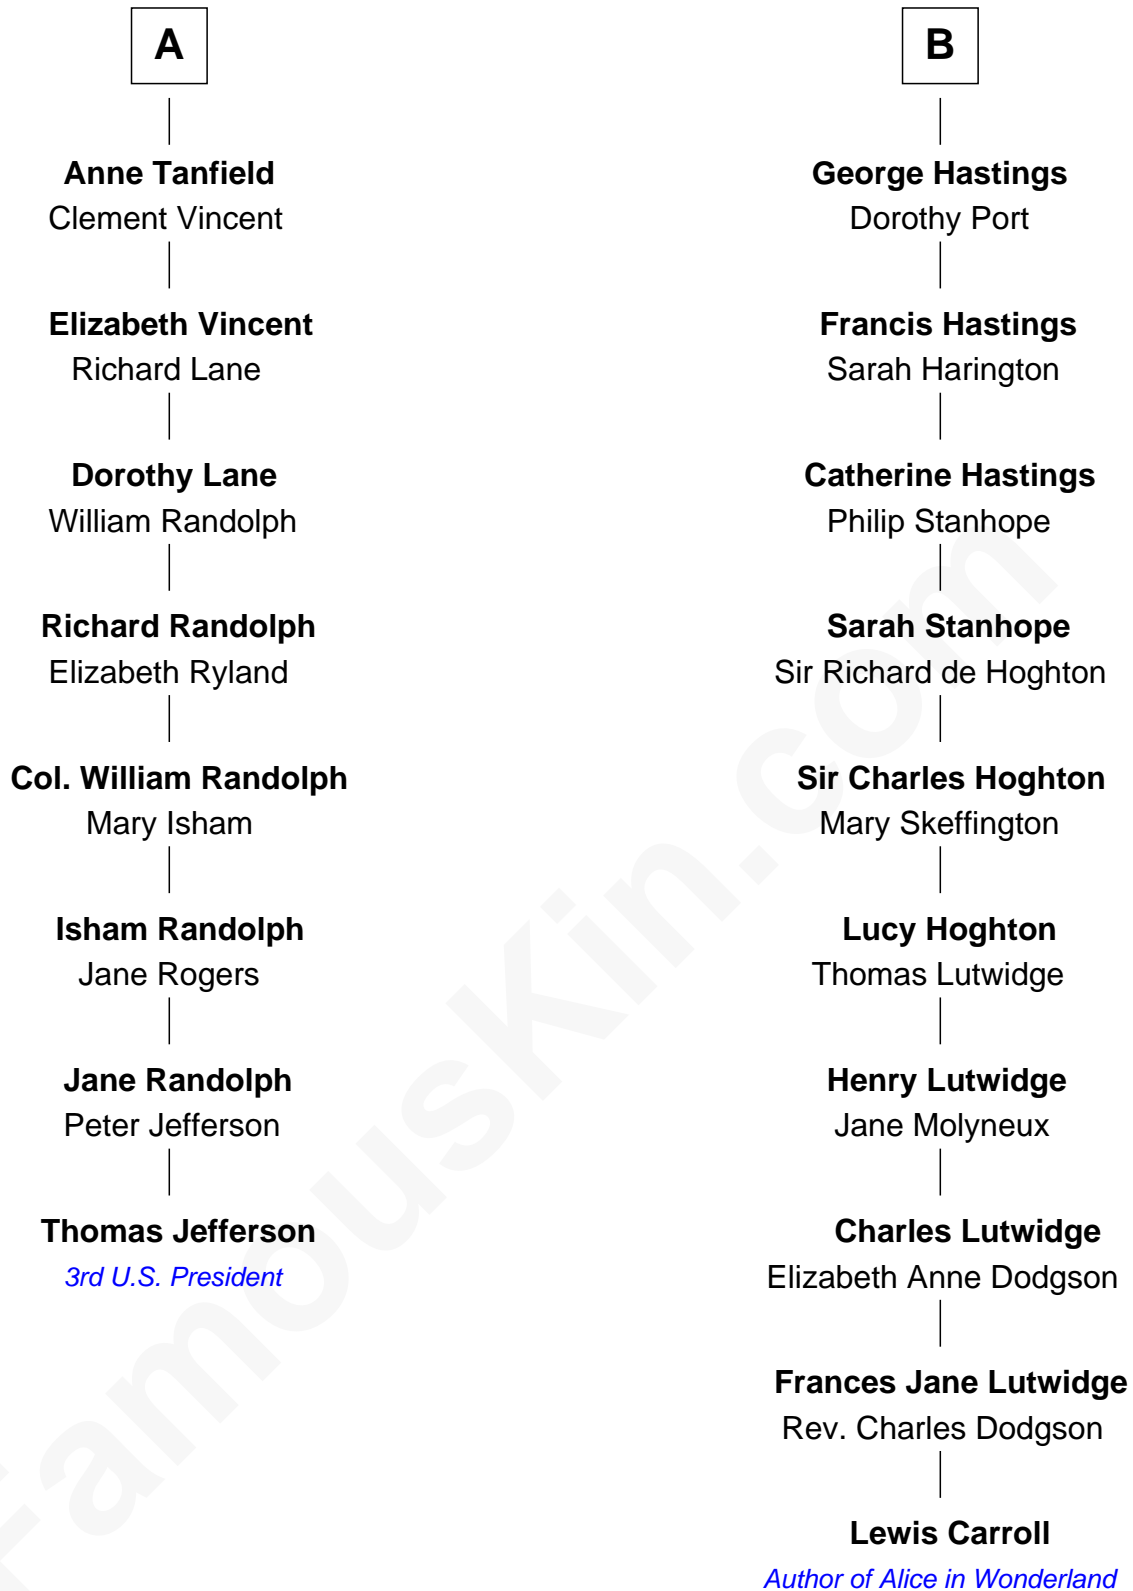 A
Anne Tanfield
Clement Vincent
Elizabeth Vincent
Richard Lane
Dorothy Lane
William Randolph
Richard Randolph
Elizabeth Ryland
Col. William Randolph
Mary Isham
Isham Randolph
Jane Rogers
Jane Randolph
Peter Jefferson
Thomas Jefferson
3rd U.S. President
B
George Hastings
Dorothy Port
Francis Hastings
Sarah Harington
Catherine Hastings
Philip Stanhope
Sarah Stanhope
Sir Richard de Hoghton
Sir Charles Hoghton
Mary Skeffington
Lucy Hoghton
Thomas Lutwidge
Henry Lutwidge
Jane Molyneux
Charles Lutwidge
Elizabeth Anne Dodgson
Frances Jane Lutwidge
Rev. Charles Dodgson
Lewis Carroll
Author of Alice in Wonderland
FamousKin.com